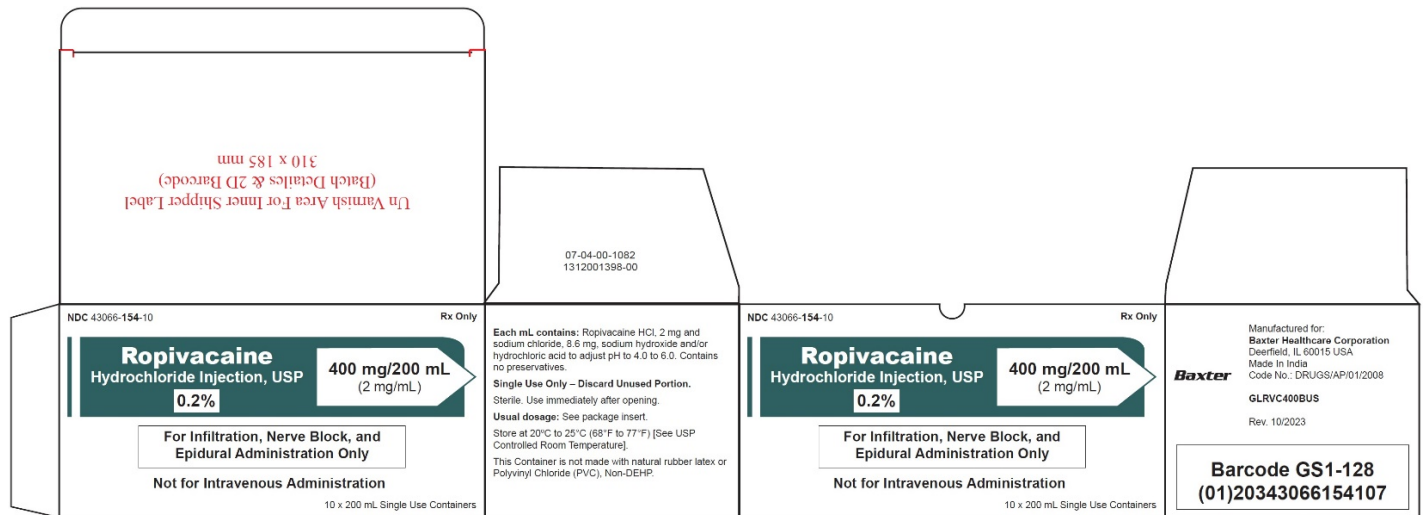 Un Varnish Area For Inner Shipper Label
(Batch Detailes & 2D Barcode)
310 x 185 mm
07-04-00-1082
1312001398-00
NDC 43066-154-10
Rx Only
Ropivacaine
Hydrochloride Injection, USP
0.2%
400 mg/200 mL
(2 mg/mL)
For Infiltration, Nerve Block, and
Epidural Administration Only
Not for Intravenous Administration
10 x 200 mL Single Use Containers
Each mL contains: Ropivacaine HCl, 2 mg and
sodium chloride, 8.6 mg, sodium hydroxide and/or
hydrochloric acid to adjust pH to 4.0 to 6.0. Contains
no preservatives.
Single Use Only – Discard Unused Portion.
Sterile. Use immediately after opening.
Usual dosage: See package insert.
Store at 20ºC to 25°C (68°F to 77°F) [See USP
Controlled Room Temperature].
This Container is not made with natural rubber latex or
Polyvinyl Chloride (PVC), Non-DEHP.
NDC 43066-154-10
Rx Only
Ropivacaine
Hydrochloride Injection, USP
0.2%
400 mg/200 mL
(2 mg/mL)
For Infiltration, Nerve Block, and
Epidural Administration Only
Not for Intravenous Administration
10 x 200 mL Single Use Containers
Baxter
Manufactured for:
Baxter Healthcare Corporation
Deerfield, IL 60015 USA
Made In India
Code No.: DRUGS/AP/01/2008
GLRVC400BUS
Rev. 10/2023
Barcode GS1-128
(01)20343066154107